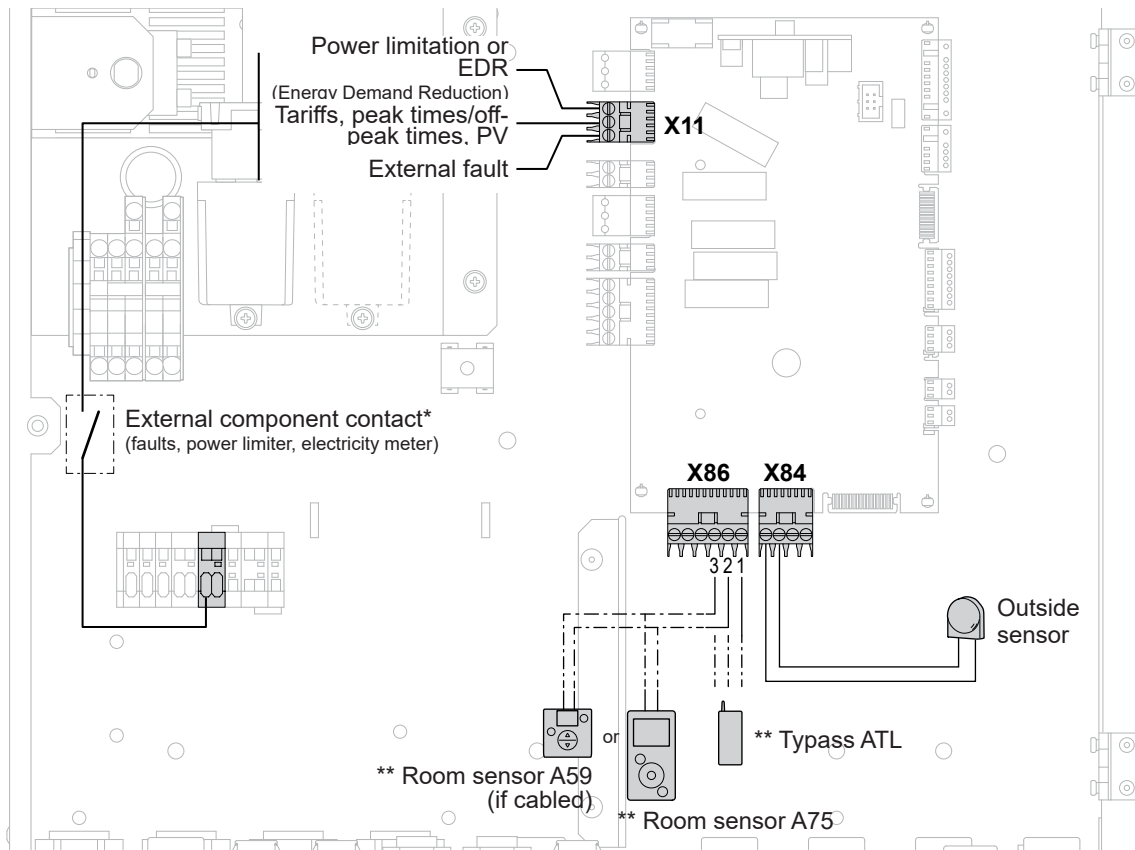 Power limitation or
EDR
(Energy Demand Reduction)
Tariffs, peak times/off-
peak times, PV
External fault
X11
External component contact*
(faults, power limiter, electricity meter)
X86
X84
3 2 1
Outside
sensor
or
** Typass ATL
** Room sensor A59
(if cabled)
** Room sensor A75